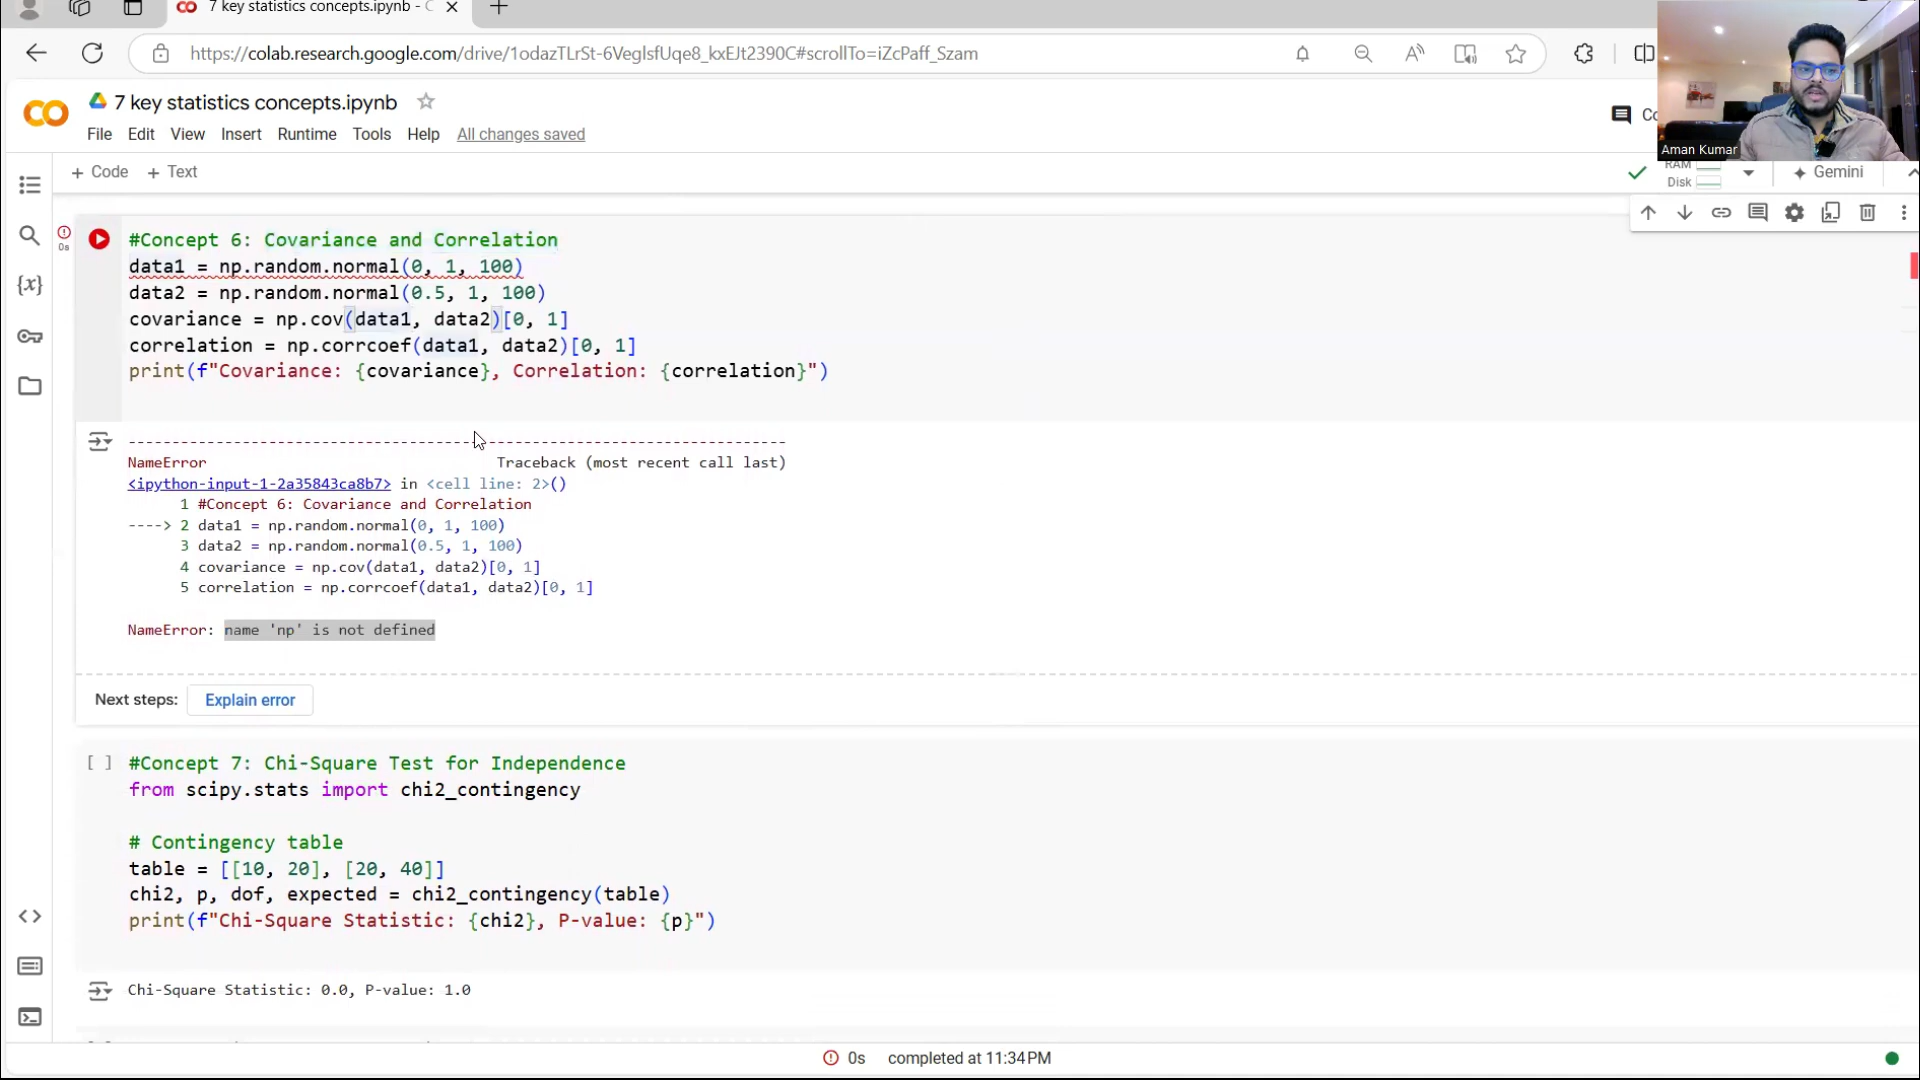 7 key statistics concepts.ipynb - C
https://colab.research.google.com/drive/1odazTLrSt-6VeglsfUqe8_kxEJt2390C#scrollTo=iZcPaff_Szam
7 key statistics concepts.ipynb
File Edit View Insert Runtime Tools Help All changes saved
Aman Kumar
+ Code + Text
RAM
Disk
Gemini
0s
#Concept 6: Covariance and Correlation
data1 = np.random.normal(0, 1, 100)
data2 = np.random.normal(0.5, 1, 100)
covariance = np.cov(data1, data2)[0, 1]
correlation = np.corrcoef(data1, data2)[0, 1]
print(f"Covariance: {covariance}, Correlation: {correlation}")
---------------------------------------------------------------------------
NameError Traceback (most recent call last)
<ipython-input-1-2a35843ca8b7> in <cell line: 2>()
1 #Concept 6: Covariance and Correlation
----> 2 data1 = np.random.normal(0, 1, 100)
3 data2 = np.random.normal(0.5, 1, 100)
4 covariance = np.cov(data1, data2)[0, 1]
5 correlation = np.corrcoef(data1, data2)[0, 1]
NameError: name 'np' is not defined
Next steps: Explain error
[ ] #Concept 7: Chi-Square Test for Independence
from scipy.stats import chi2_contingency
# Contingency table
table = [[10, 20], [20, 40]]
chi2, p, dof, expected = chi2_contingency(table)
print(f"Chi-Square Statistic: {chi2}, P-value: {p}")
Chi-Square Statistic: 0.0, P-value: 1.0
0s completed at 11:34 PM